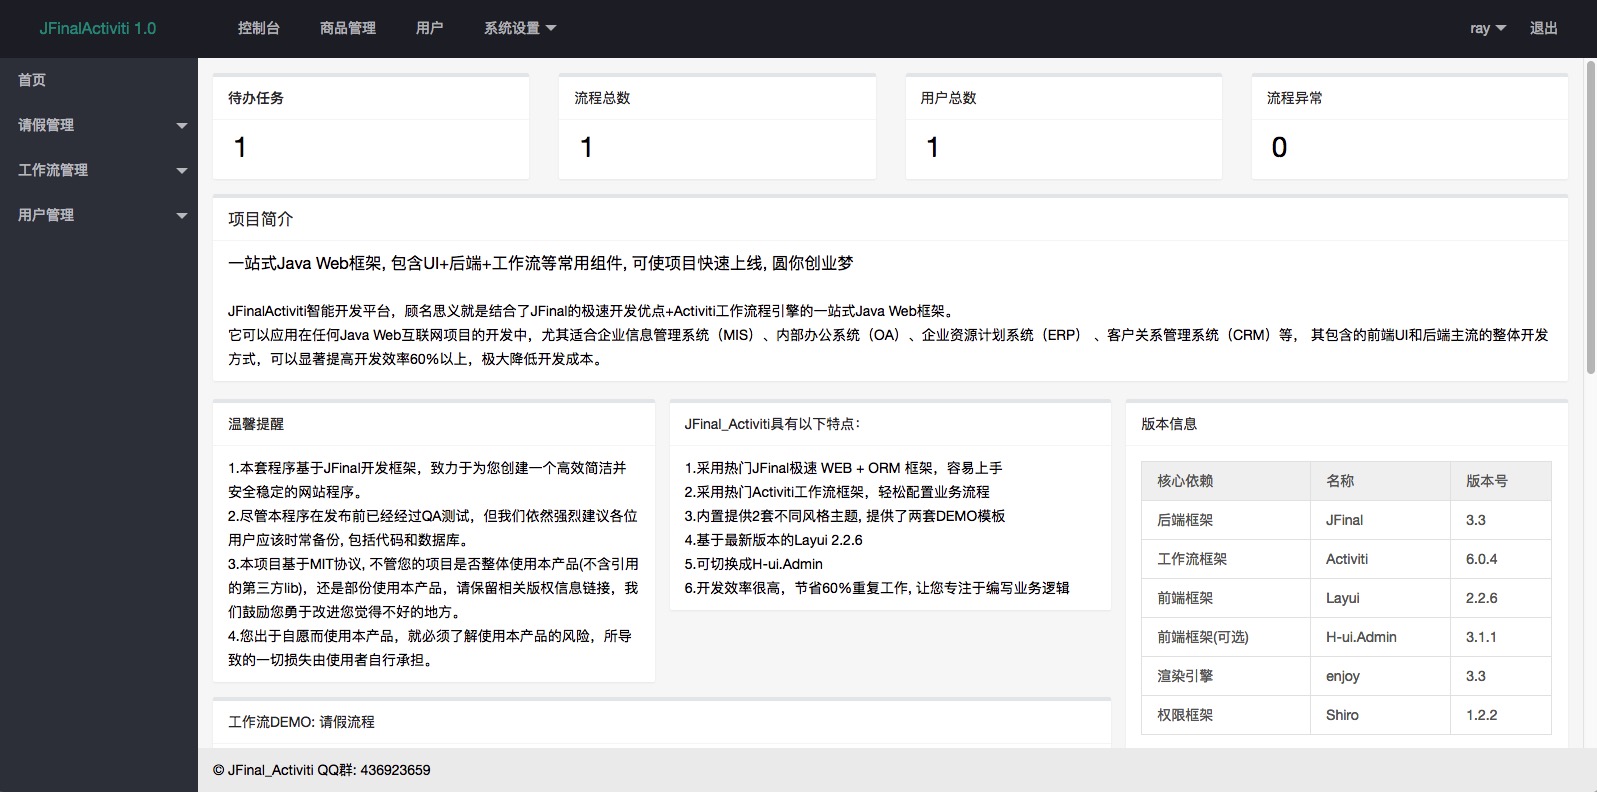 JFinalActiviti 1.0
控制台
商品管理
用户
系统设置
ray
退出
首页
请假管理
工作流管理
用户管理
待办任务
1
流程总数
1
用户总数
1
流程异常
0
项目简介
一站式Java Web框架, 包含UI+后端+工作流等常用组件, 可使项目快速上线, 圆你创业梦
JFinalActiviti智能开发平台，顾名思义就是结合了JFinal的极速开发优点+Activiti工作流程引擎的一站式Java Web框架。
它可以应用在任何Java Web互联网项目的开发中，尤其适合企业信息管理系统（MIS）、内部办公系统（OA）、企业资源计划系统（ERP） 、客户关系管理系统（CRM）等， 其包含的前端UI和后端主流的整体开发
方式，可以显著提高开发效率60%以上，极大降低开发成本。
温馨提醒
1.本套程序基于JFinal开发框架，致力于为您创建一个高效简洁并
安全稳定的网站程序。
2.尽管本程序在发布前已经经过QA测试，但我们依然强烈建议各位
用户应该时常备份, 包括代码和数据库。
3.本项目基于MIT协议, 不管您的项目是否整体使用本产品(不含引用
的第三方lib)，还是部份使用本产品，请保留相关版权信息链接，我
们鼓励您勇于改进您觉得不好的地方。
4.您出于自愿而使用本产品，就必须了解使用本产品的风险，所导
致的一切损失由使用者自行承担。
JFinal_Activiti具有以下特点：
1.采用热门JFinal极速 WEB + ORM 框架，容易上手
2.采用热门Activiti工作流框架，轻松配置业务流程
3.内置提供2套不同风格主题, 提供了两套DEMO模板
4.基于最新版本的Layui 2.2.6
5.可切换成H-ui.Admin
6.开发效率很高，节省60%重复工作, 让您专注于编写业务逻辑
版本信息
核心依赖 名称 版本号
后端框架 JFinal 3.3
工作流框架 Activiti 6.0.4
前端框架 Layui 2.2.6
前端框架(可选) H-ui.Admin 3.1.1
渲染引擎 enjoy 3.3
权限框架 Shiro 1.2.2
工作流DEMO: 请假流程
© JFinal_Activiti QQ群: 436923659